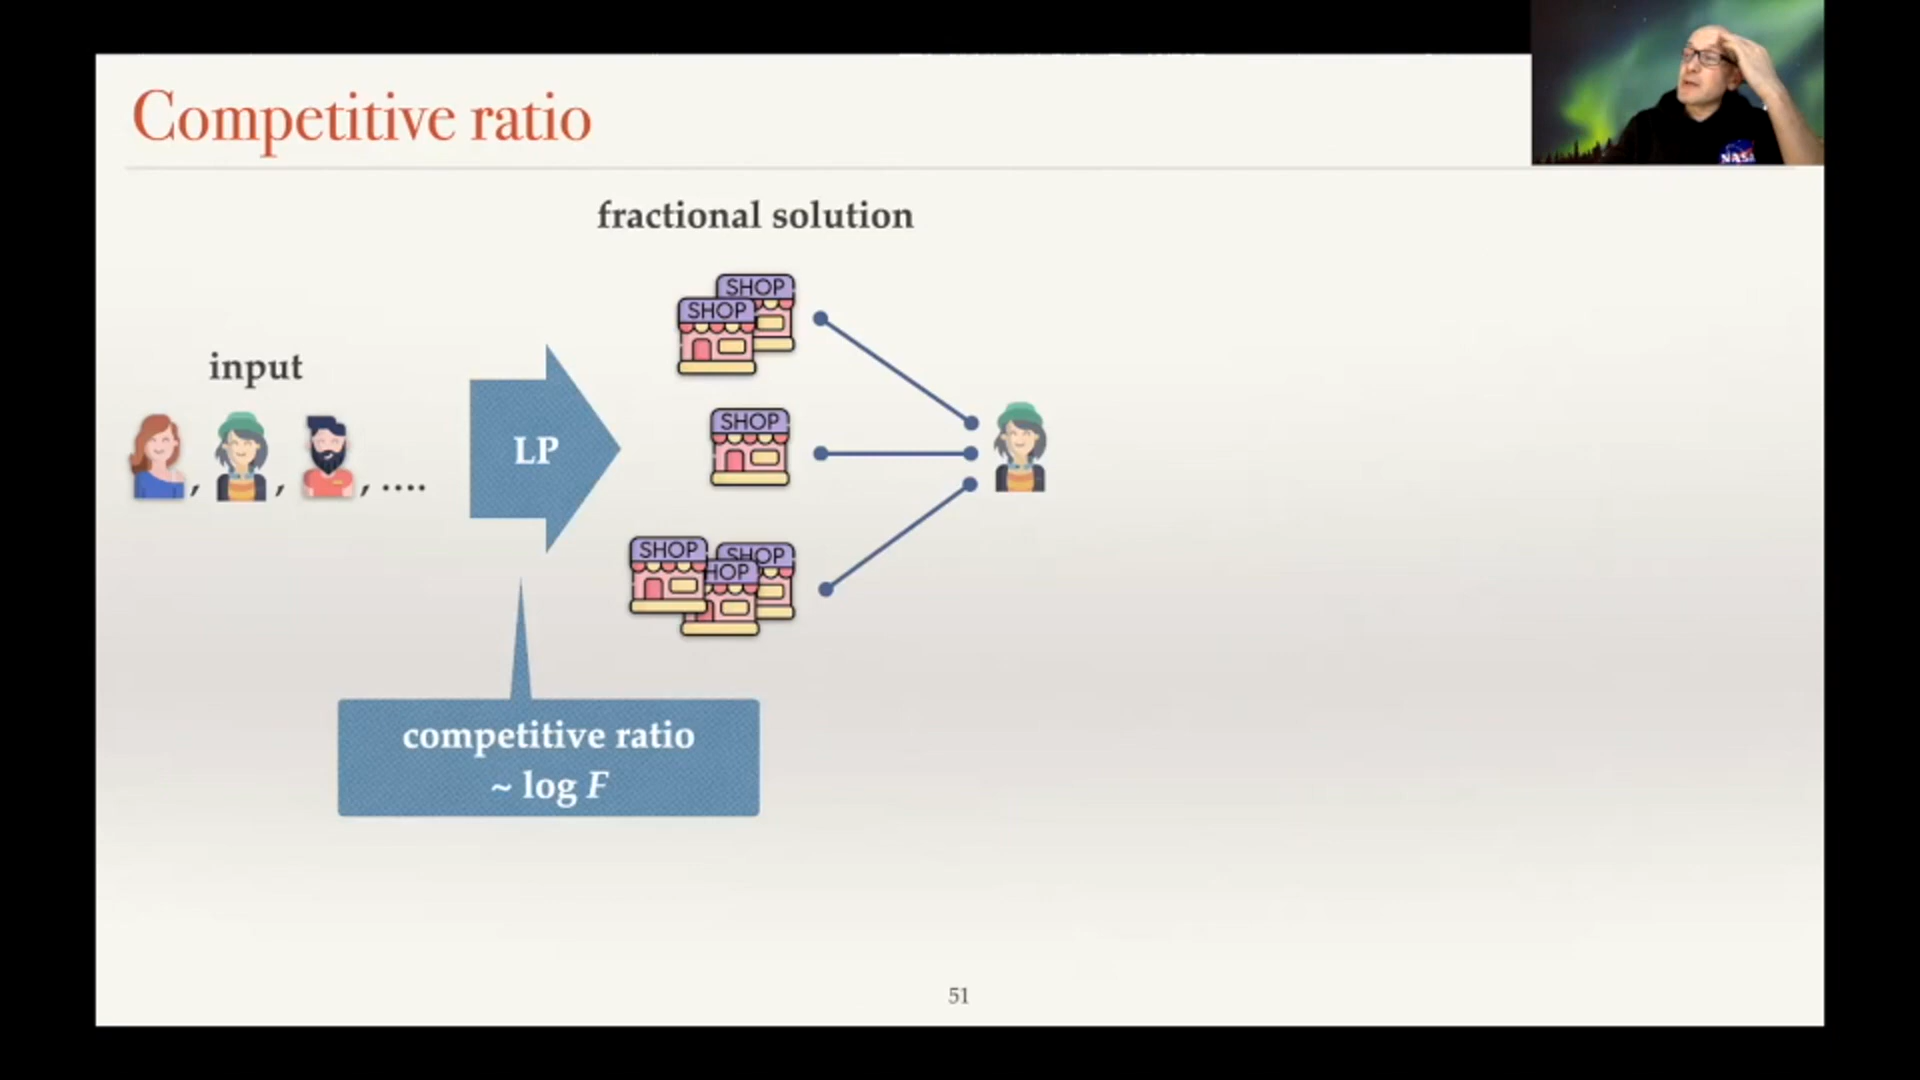 Competitive ratio
NASA
fractional solution
SHOP
SHOP
input
SHOP
, , , ....
LP
SHOP
SHOP
HOP
competitive ratio
~ log F
51